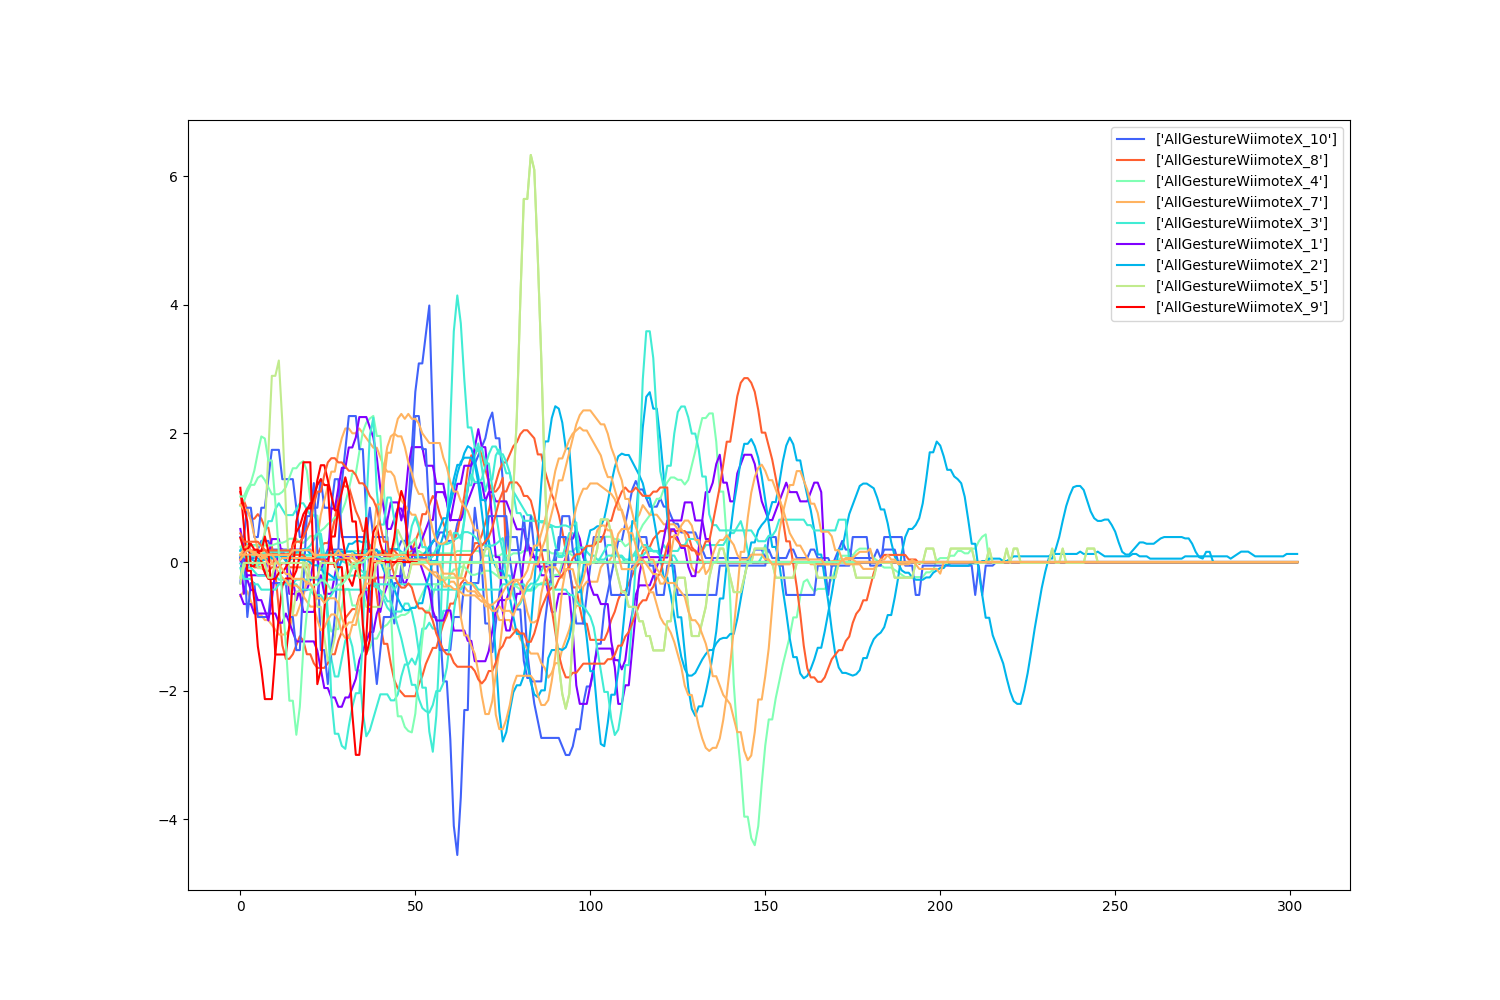 ['AllGestureWiimoteX_10']
['AllGestureWiimoteX_8']
['AllGestureWiimoteX_4']
['AllGestureWiimoteX_7']
['AllGestureWiimoteX_3']
['AllGestureWiimoteX_1']
['AllGestureWiimoteX_2']
['AllGestureWiimoteX_5']
['AllGestureWiimoteX_9']
6
4
2
0
−2
−4
0 50 100 150 200 250 300